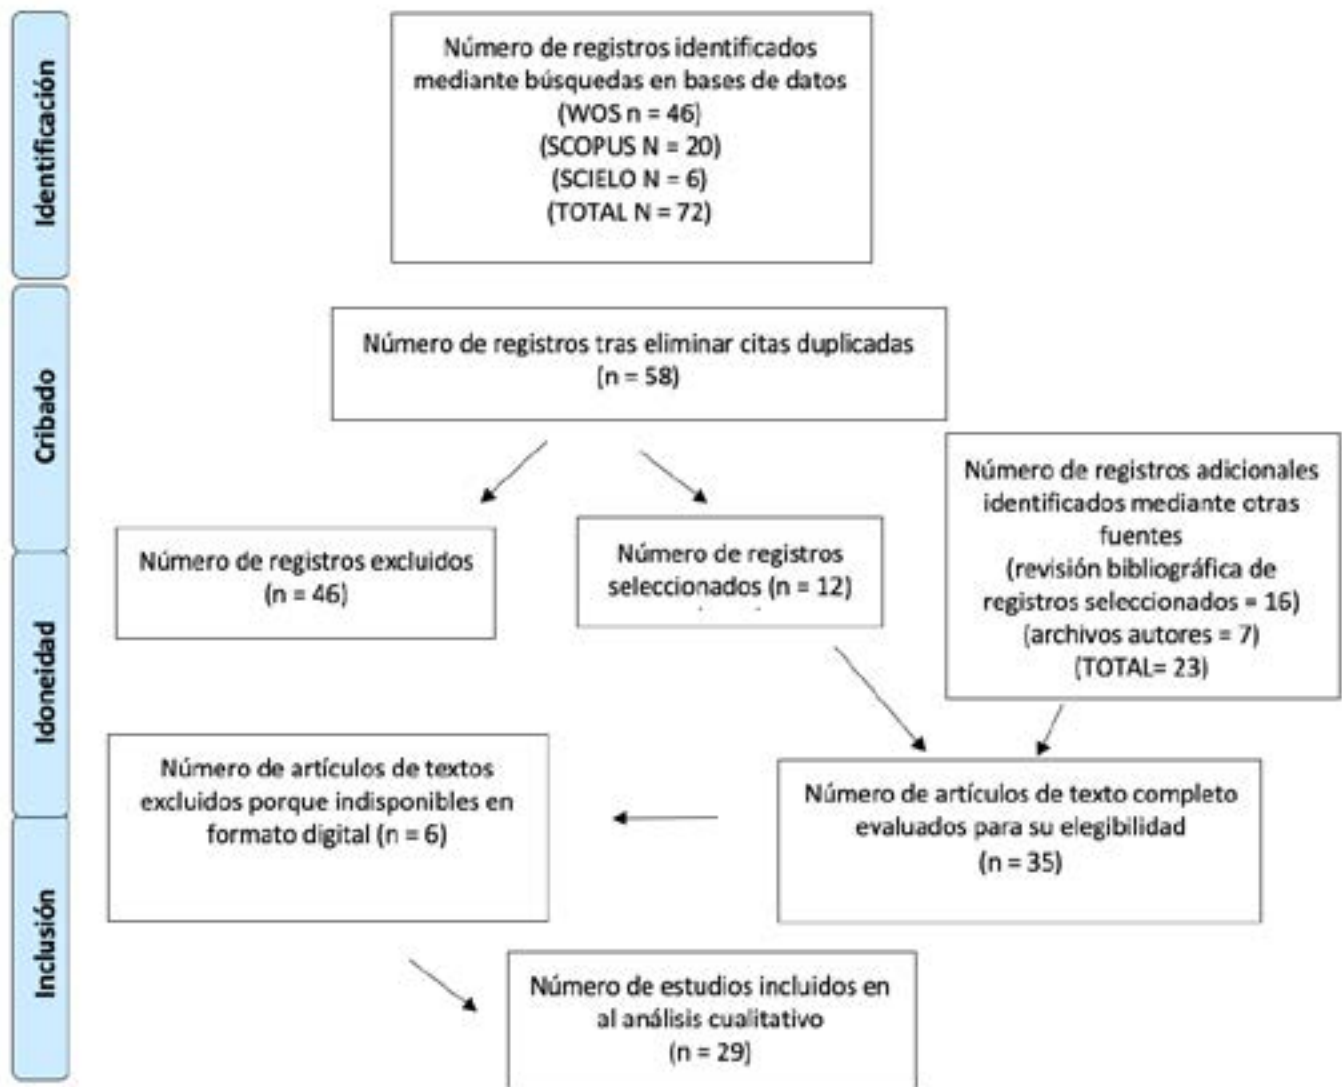 Identificación
Número de registros identificados
mediante búsquedas en bases de datos
(WOS n = 46)
(SCOPUS N = 20)
(SCIELO N = 6)
(TOTAL N = 72)
Cribado
Número de registros tras eliminar citas duplicadas
(n = 58)
Número de registros excluidos
(n = 46)
Número de registros
seleccionados (n = 12)
Número de registros adicionales
identificados mediante otras
fuentes
(revisión bibliográfica de
registros seleccionados = 16)
(archivos autores = 7)
(TOTAL= 23)
Idoneidad
Número de artículos de textos
excluidos porque indisponibles en
formato digital (n = 6)
Número de artículos de texto completo
evaluados para su elegibilidad
(n = 35)
Inclusión
Número de estudios incluidos en
al análisis cualitativo
(n = 29)